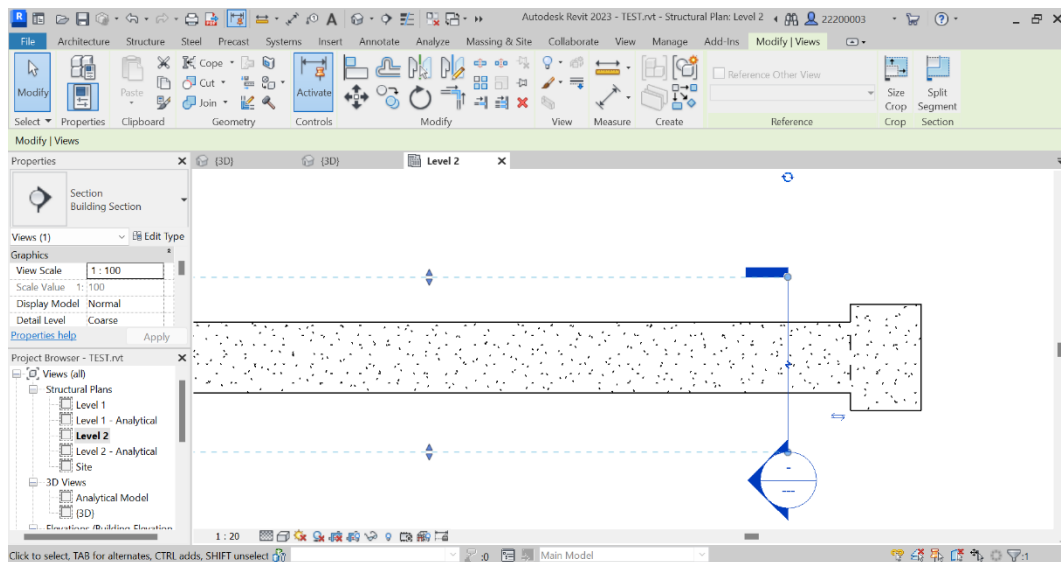 R A Autodesk Revit 2023 - TEST.rvt - Structural Plan: Level 2 22200003 ?
File Architecture Structure Steel Precast Systems Insert Annotate Analyze Massing & Site Collaborate View Manage Add-Ins Modify | Views
Cope
Reference Other View
Modify Paste Cut Activate Size Split
Join Crop Segment
Select Properties Clipboard Geometry Controls Modify View Measure Create Reference Crop Section
Modify | Views
Properties {3D} {3D} Level 2
Section
Building Section
Views (1) Edit Type
Graphics
View Scale 1 : 100
Scale Value 1: 100
Display Model Normal
Detail Level Coarse
Properties help Apply
Project Browser - TEST.rvt
Views (all)
Structural Plans
Level 1
Level 1 - Analytical
Level 2
Level 2 - Analytical
Site
3D Views
Analytical Model
{3D}
Elevations (Building Elevation
-
---
1 : 20
Click to select, TAB for alternates, CTRL adds, SHIFT unselect :0 Main Model :1